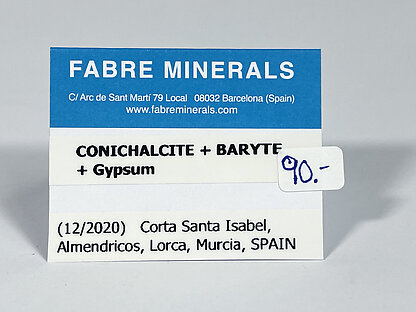 FABRE MINERALS
C/ Arc de Sant Martí 79 Local 08032 Barcelona (Spain)
www.fabreminerals.com
CONICHALCITE + BARYTE
+ Gypsum
90.-
(12/2020) Corta Santa Isabel,
Almendricos, Lorca, Murcia, SPAIN